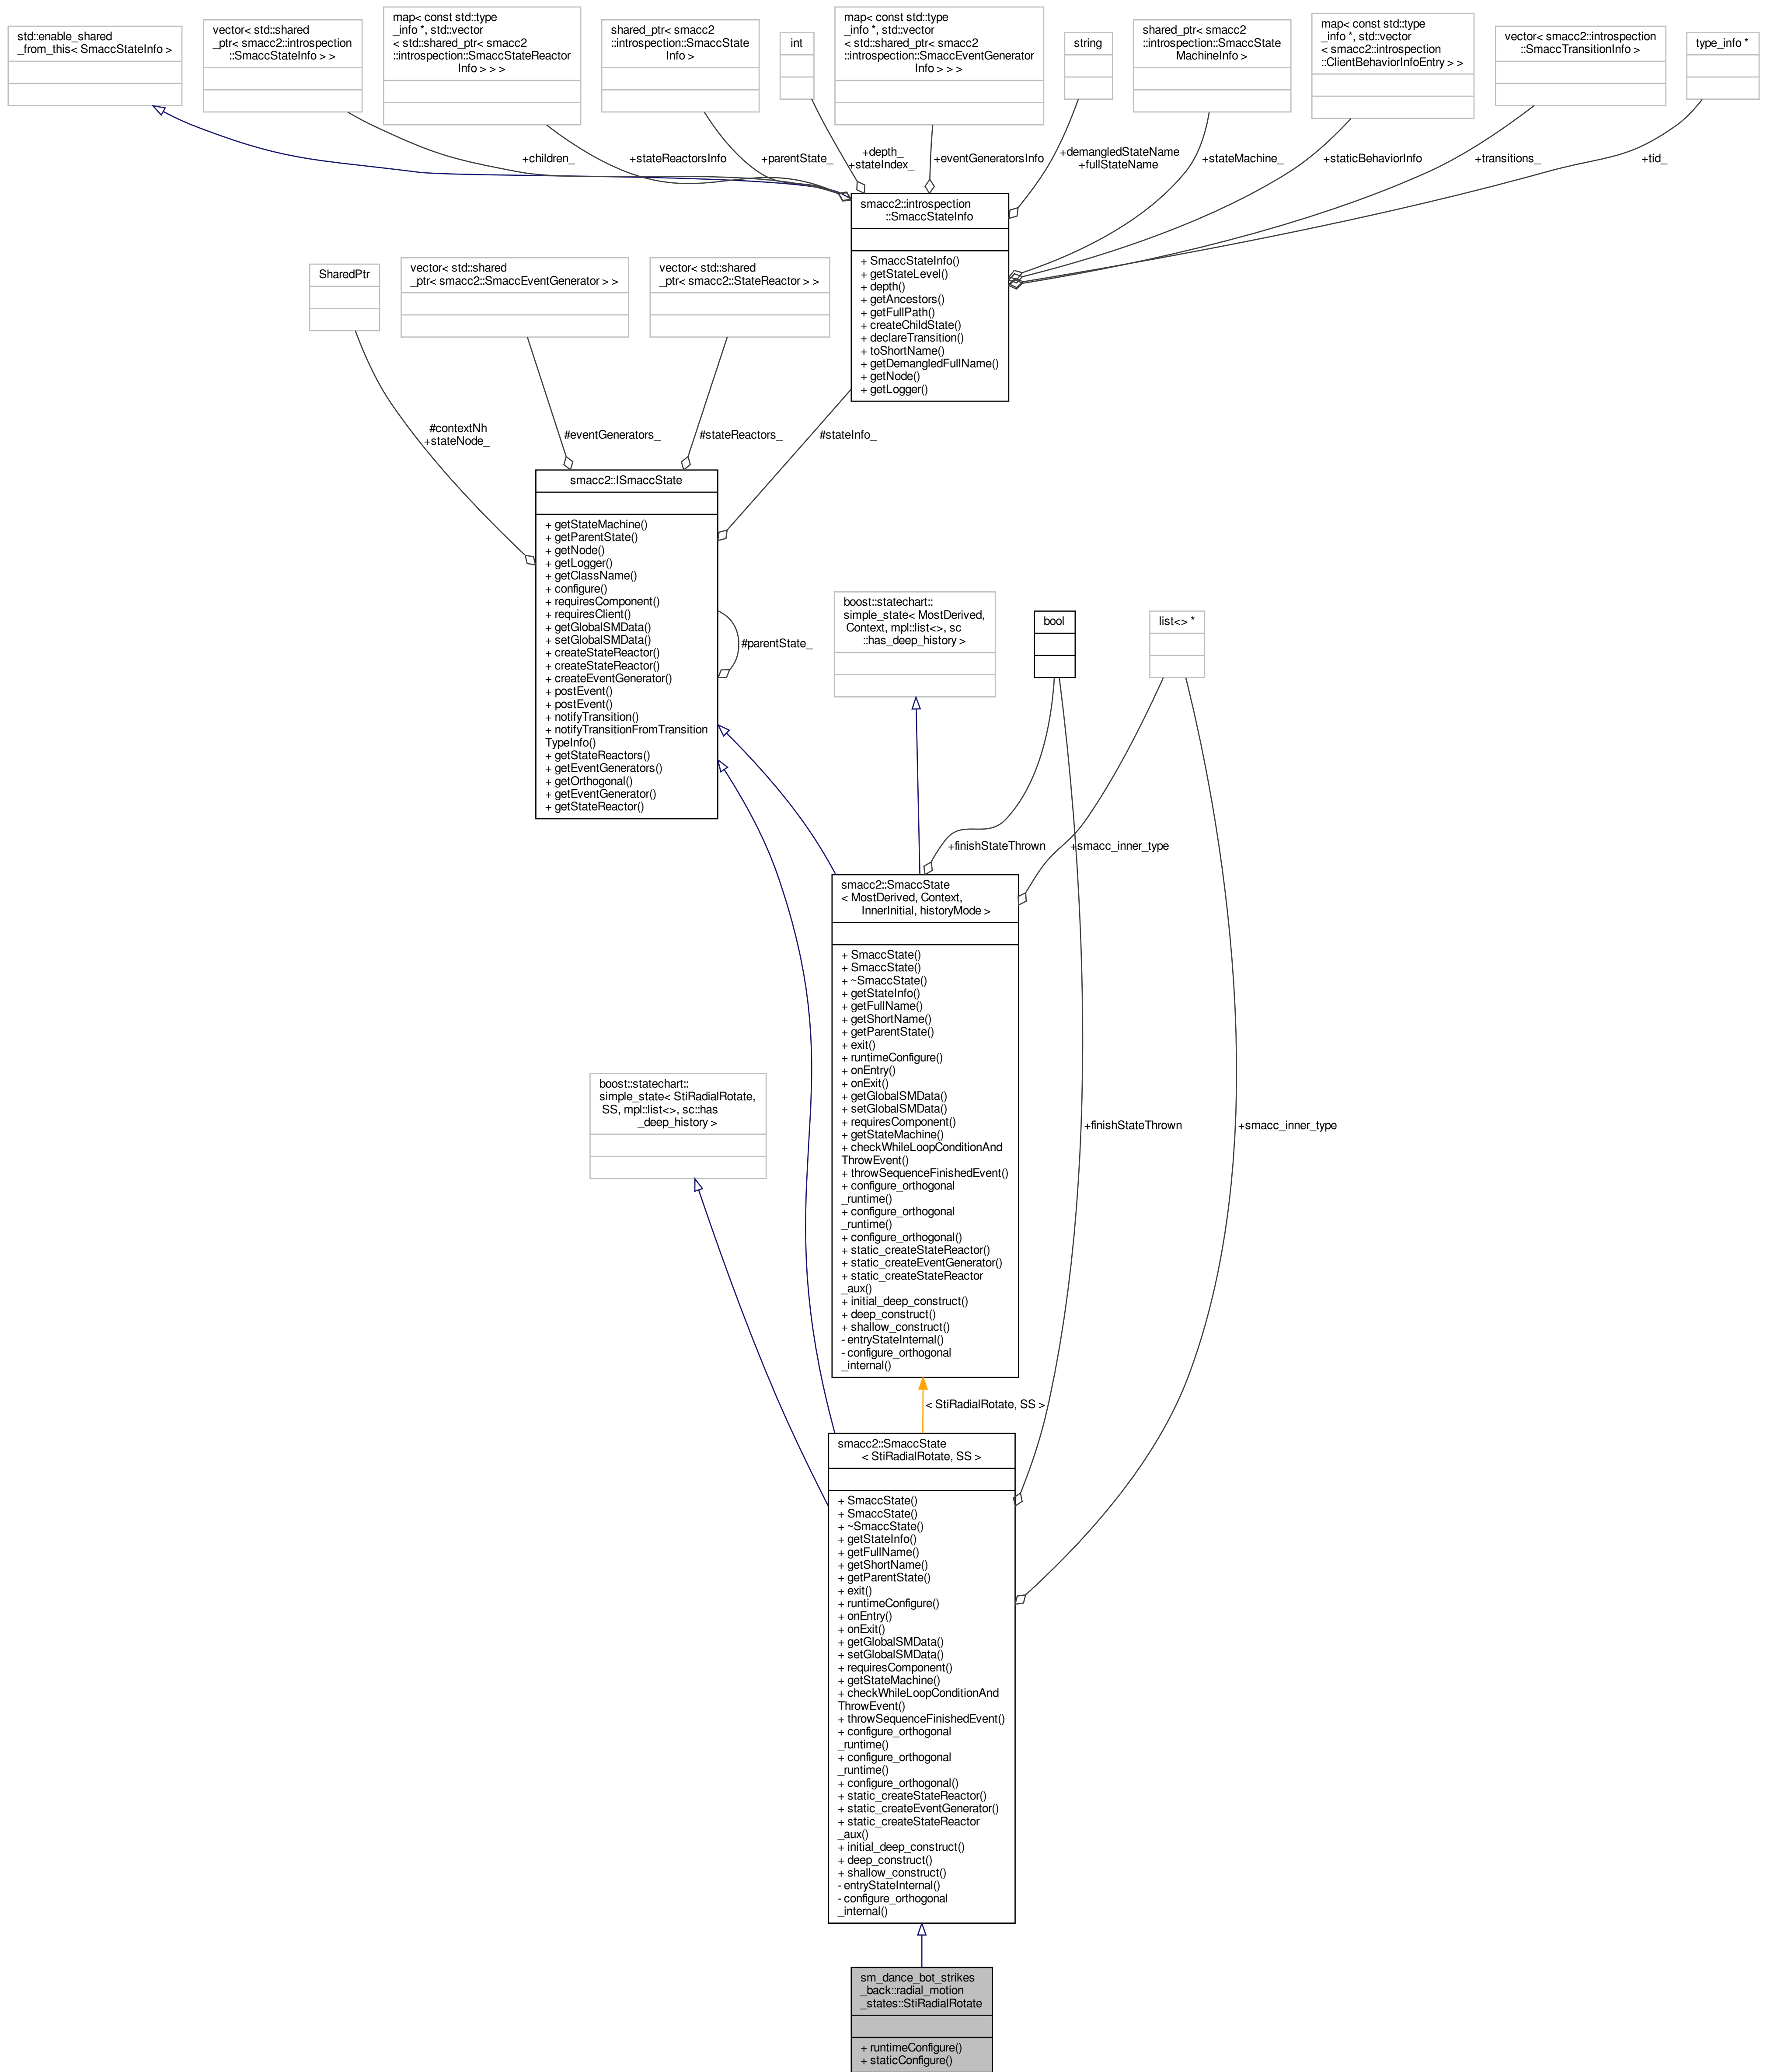 std::enable_shared
_from_this< SmaccStateInfo >
vector< std::shared
_ptr< smacc2::introspection
::SmaccStateInfo > >
map< const std::type
_info *, std::vector
< std::shared_ptr< smacc2
::introspection::SmaccStateReactor
Info > > >
shared_ptr< smacc2
::introspection::SmaccState
Info >
int
map< const std::type
_info *, std::vector
< std::shared_ptr< smacc2
::introspection::SmaccEventGenerator
Info > > >
string
shared_ptr< smacc2
::introspection::SmaccState
MachineInfo >
map< const std::type
_info *, std::vector
< smacc2::introspection
::ClientBehaviorInfoEntry > >
vector< smacc2::introspection
::SmaccTransitionInfo >
type_info *
+children_
+stateReactorsInfo
+parentState_
+depth_
+stateIndex_
+eventGeneratorsInfo
+demangledStateName
+fullStateName
+stateMachine_
+staticBehaviorInfo
+transitions_
+tid_
smacc2::introspection
::SmaccStateInfo
+ SmaccStateInfo()
+ getStateLevel()
+ depth()
+ getAncestors()
+ getFullPath()
+ createChildState()
+ declareTransition()
+ toShortName()
+ getDemangledFullName()
+ getNode()
+ getLogger()
SharedPtr
vector< std::shared
_ptr< smacc2::SmaccEventGenerator > >
vector< std::shared
_ptr< smacc2::StateReactor > >
#contextNh
+stateNode_
#eventGenerators_
#stateReactors_
#stateInfo_
smacc2::ISmaccState
+ getStateMachine()
+ getParentState()
+ getNode()
+ getLogger()
+ getClassName()
+ configure()
+ requiresComponent()
+ requiresClient()
+ getGlobalSMData()
+ setGlobalSMData()
+ createStateReactor()
+ createStateReactor()
+ createEventGenerator()
+ postEvent()
+ postEvent()
+ notifyTransition()
+ notifyTransitionFromTransition
TypeInfo()
+ getStateReactors()
+ getEventGenerators()
+ getOrthogonal()
+ getEventGenerator()
+ getStateReactor()
#parentState_
boost::statechart::
simple_state< MostDerived,
Context, mpl::list<>, sc
::has_deep_history >
bool
list<> *
+finishStateThrown
+smacc_inner_type
smacc2::SmaccState
< MostDerived, Context,
InnerInitial, historyMode >
+ SmaccState()
+ SmaccState()
+ ~SmaccState()
+ getStateInfo()
+ getFullName()
+ getShortName()
+ getParentState()
+ exit()
+ runtimeConfigure()
+ onEntry()
+ onExit()
+ getGlobalSMData()
+ setGlobalSMData()
+ requiresComponent()
+ getStateMachine()
+ checkWhileLoopConditionAnd
ThrowEvent()
+ throwSequenceFinishedEvent()
+ configure_orthogonal
_runtime()
+ configure_orthogonal
_runtime()
+ configure_orthogonal()
+ static_createStateReactor()
+ static_createEventGenerator()
+ static_createStateReactor
_aux()
+ initial_deep_construct()
+ deep_construct()
+ shallow_construct()
- entryStateInternal()
- configure_orthogonal
_internal()
boost::statechart::
simple_state< StiRadialRotate,
SS, mpl::list<>, sc::has
_deep_history >
+finishStateThrown
+smacc_inner_type
< StiRadialRotate, SS >
smacc2::SmaccState
< StiRadialRotate, SS >
+ SmaccState()
+ SmaccState()
+ ~SmaccState()
+ getStateInfo()
+ getFullName()
+ getShortName()
+ getParentState()
+ exit()
+ runtimeConfigure()
+ onEntry()
+ onExit()
+ getGlobalSMData()
+ setGlobalSMData()
+ requiresComponent()
+ getStateMachine()
+ checkWhileLoopConditionAnd
ThrowEvent()
+ throwSequenceFinishedEvent()
+ configure_orthogonal
_runtime()
+ configure_orthogonal
_runtime()
+ configure_orthogonal()
+ static_createStateReactor()
+ static_createEventGenerator()
+ static_createStateReactor
_aux()
+ initial_deep_construct()
+ deep_construct()
+ shallow_construct()
- entryStateInternal()
- configure_orthogonal
_internal()
sm_dance_bot_strikes
_back::radial_motion
_states::StiRadialRotate
+ runtimeConfigure()
+ staticConfigure()